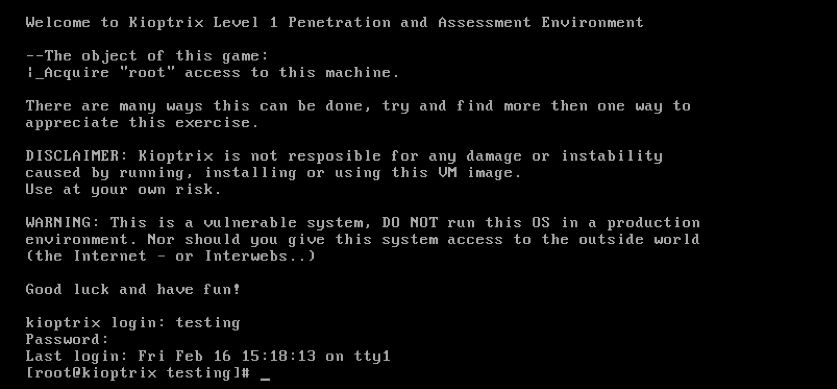 Welcome to Kioptrix Level 1 Penetration and Assessment Environment
--The object of this game:
|_Acquire "root" access to this machine.
There are many ways this can be done, try and find more then one way to
appreciate this exercise.
DISCLAIMER: Kioptrix is not resposible for any damage or instability
caused by running, installing or using this VM image.
Use at your own risk.
WARNING: This is a vulnerable system, DO NOT run this OS in a production
environment. Nor should you give this system access to the outside world
(the Internet - or Interwebs..)
Good luck and have fun!
kioptrix login: testing
Password:
Last login: Fri Feb 16 15:18:13 on tty1
[root@kioptrix testing]# _